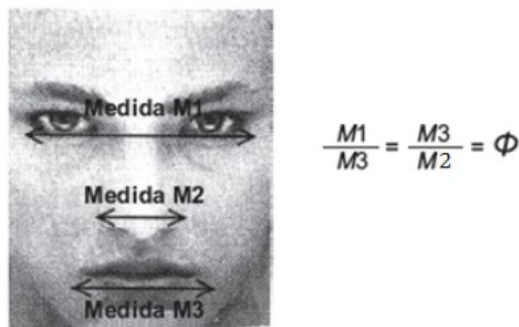 Medida M1
Medida M2
Medida M3
M1/M3 = M3/M2 = Φ